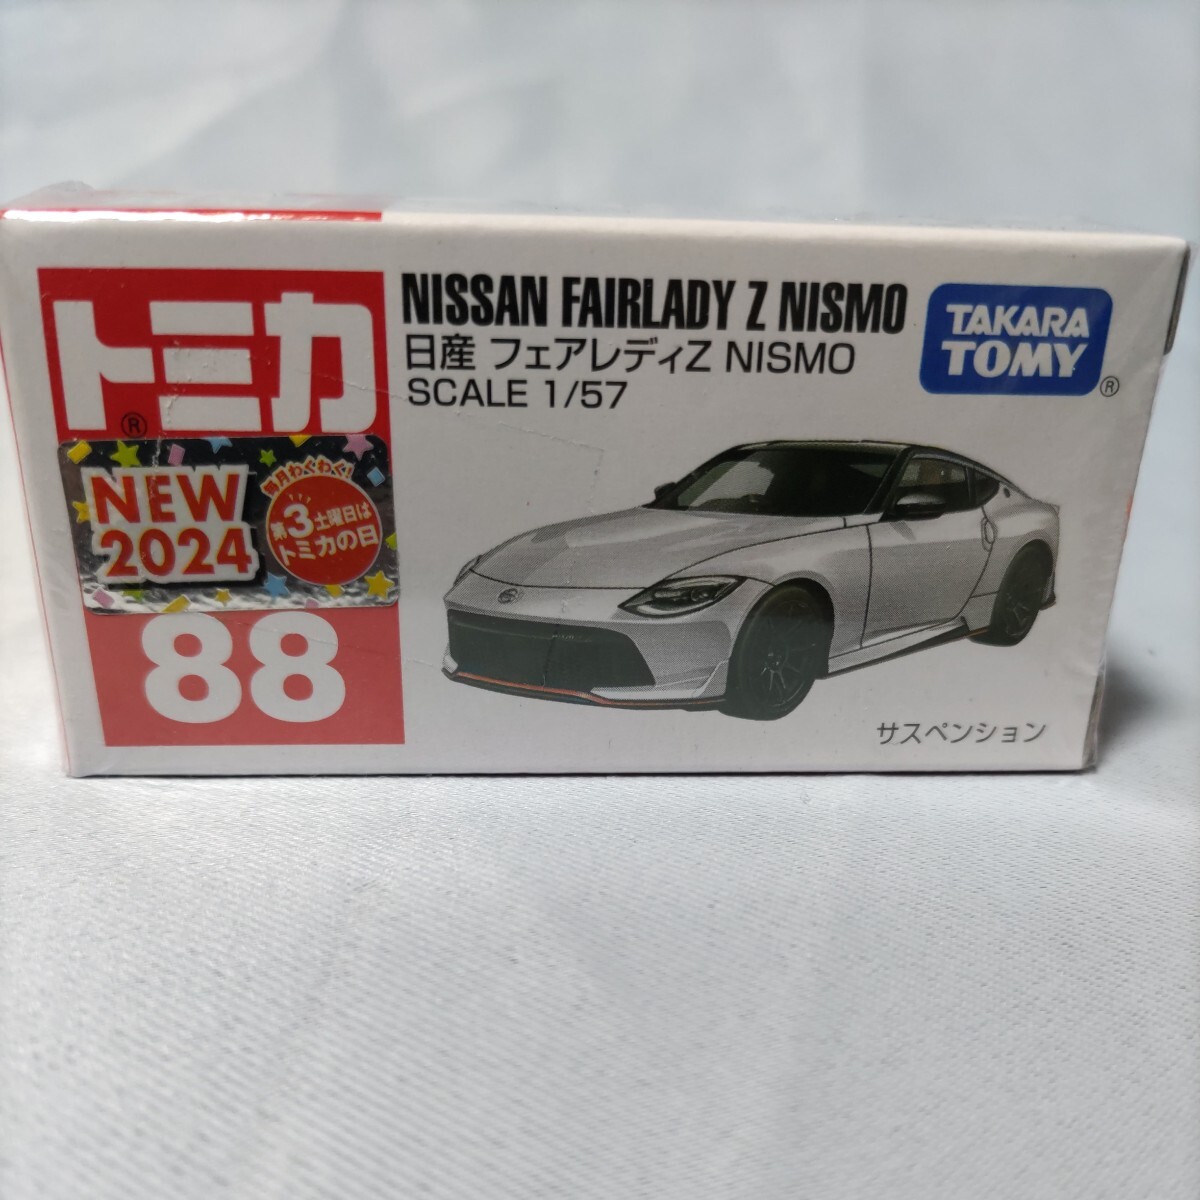 トミカ
®
NISSAN FAIRLADY Z NISMO
日産 フェアレディZ NISMO
SCALE 1/57
TAKARA
TOMY
®
NEW
2024
毎月わくわく!
第3土曜日は
トミカの日
88
サスペンション